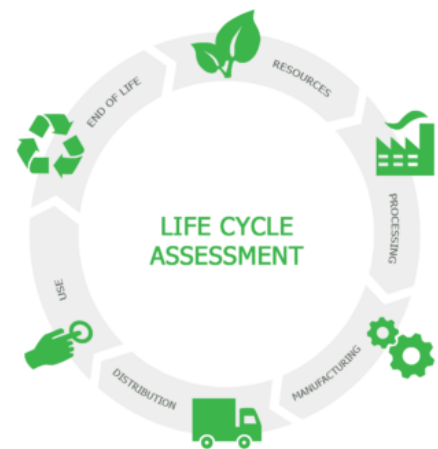 LIFE CYCLE
ASSESSMENT
RESOURCES
PROCESSING
MANUFACTURING
DISTRIBUTION
USE
END OF LIFE